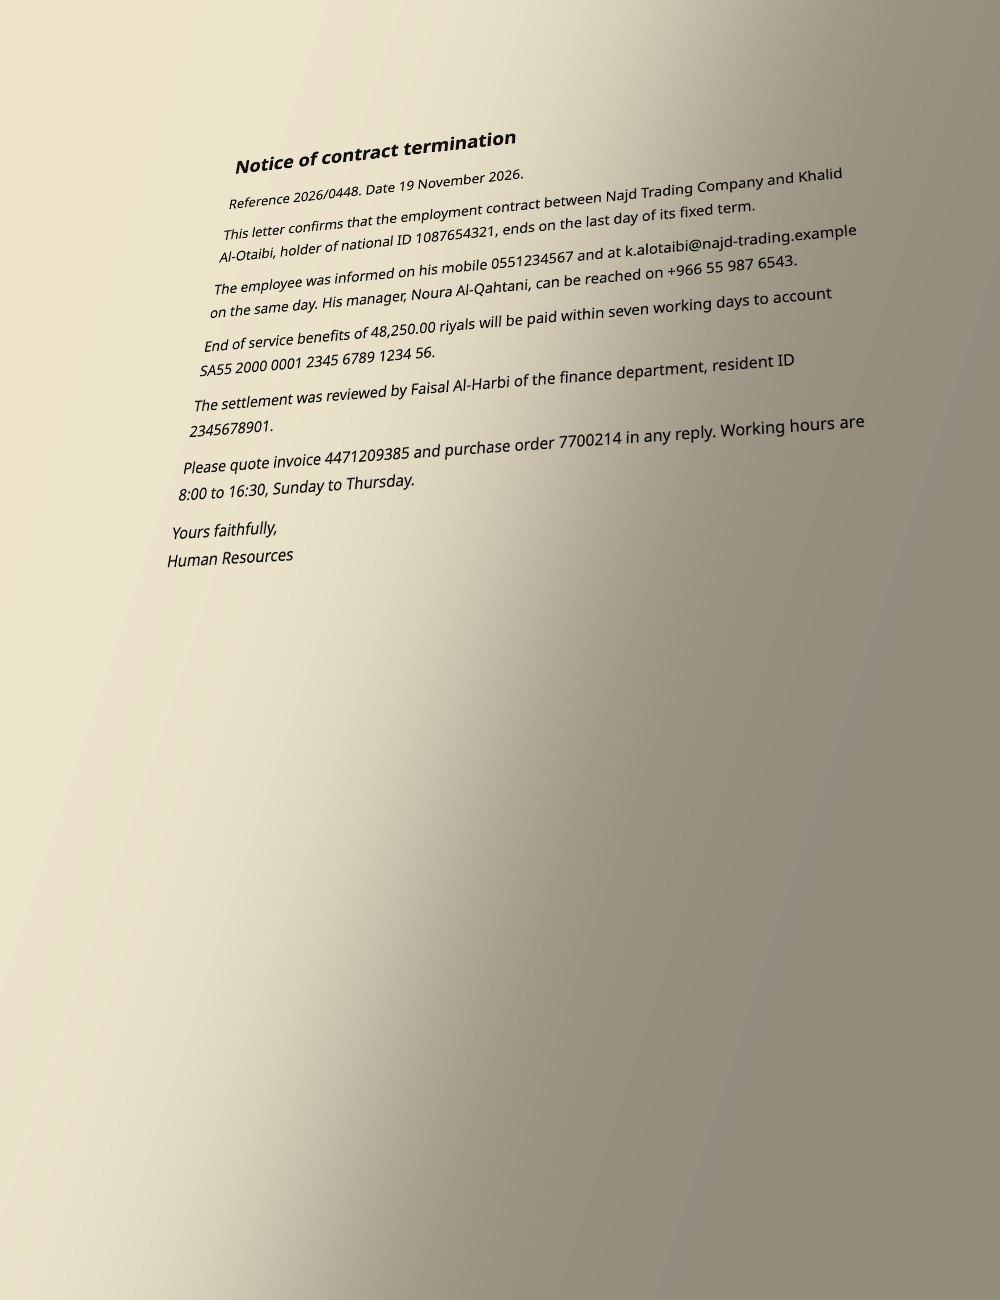 Notice of contract termination
Reference 2026/0448. Date 19 November 2026.
This letter confirms that the employment contract between Najd Trading Company and Khalid
Al-Otaibi, holder of national ID 1087654321, ends on the last day of its fixed term.
The employee was informed on his mobile 0551234567 and at k.alotaibi@najd-trading.example
on the same day. His manager, Noura Al-Qahtani, can be reached on +966 55 987 6543.
End of service benefits of 48,250.00 riyals will be paid within seven working days to account
SA55 2000 0001 2345 6789 1234 56.
The settlement was reviewed by Faisal Al-Harbi of the finance department, resident ID
2345678901.
Please quote invoice 4471209385 and purchase order 7700214 in any reply. Working hours are
8:00 to 16:30, Sunday to Thursday.
Yours faithfully,
Human Resources